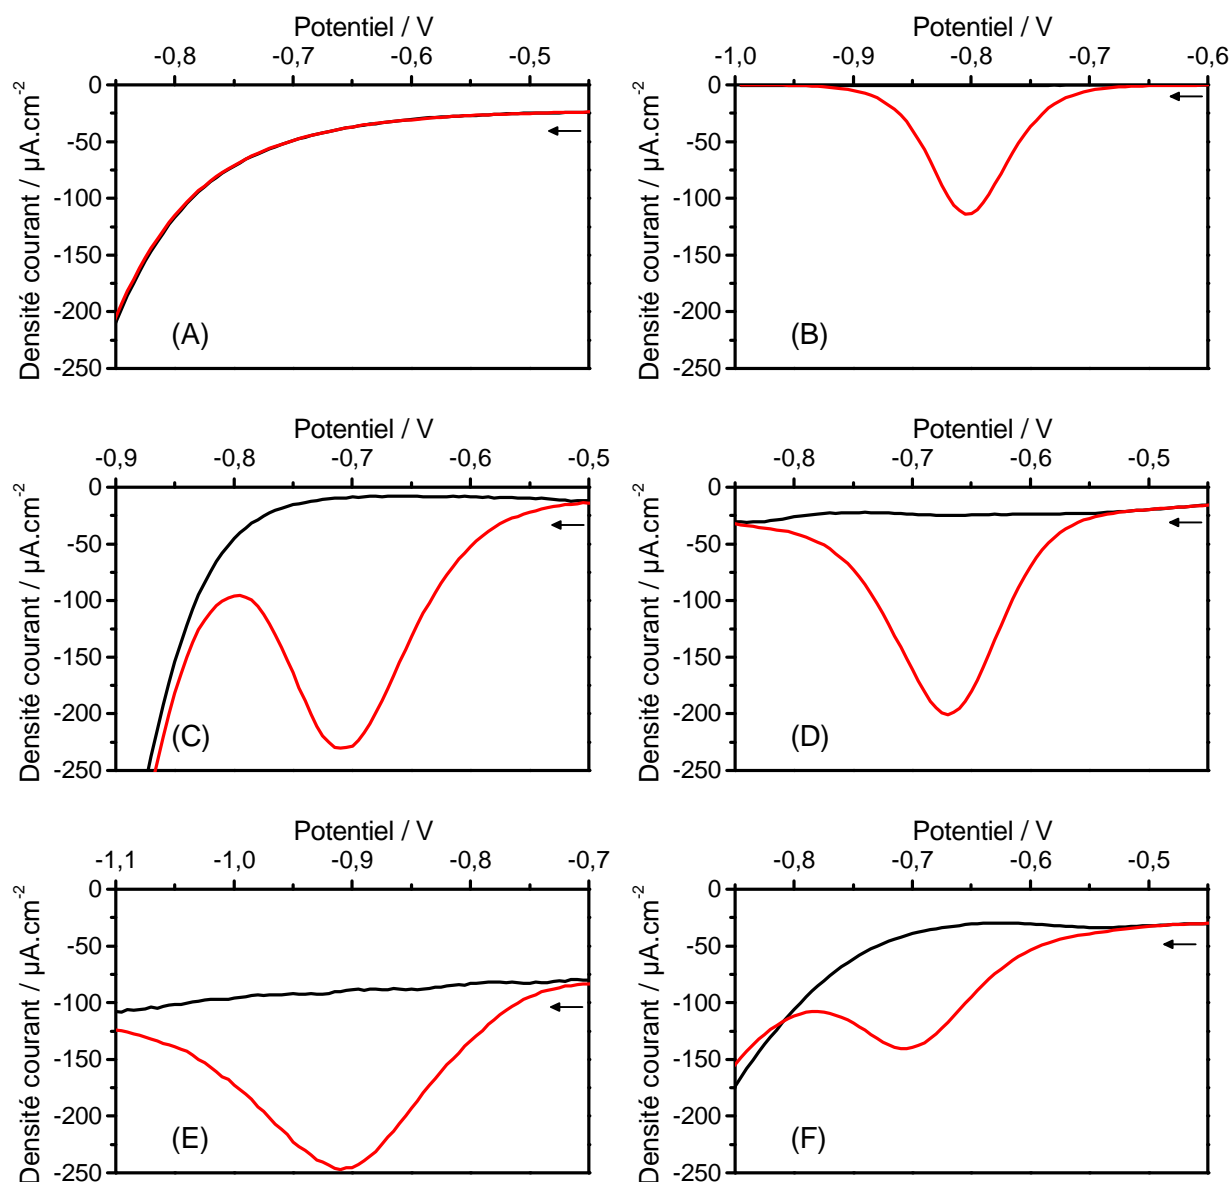 Potentiel / V
-0,8 -0,7 -0,6 -0,5
0
-50
-100
-150
-200
-250
Densité courant / µA.cm-2
(A)
Potentiel / V
-1,0 -0,9 -0,8 -0,7 -0,6
0
-50
-100
-150
-200
-250
Densité courant / µA.cm-2
(B)
Potentiel / V
-0,9 -0,8 -0,7 -0,6 -0,5
0
-50
-100
-150
-200
-250
Densité courant / µA.cm-2
(C)
Potentiel / V
-0,8 -0,7 -0,6 -0,5
0
-50
-100
-150
-200
-250
Densité courant / µA.cm-2
(D)
Potentiel / V
-1,1 -1,0 -0,9 -0,8 -0,7
0
-50
-100
-150
-200
-250
Densité courant / µA.cm-2
(E)
Potentiel / V
-0,8 -0,7 -0,6 -0,5
0
-50
-100
-150
-200
-250
Densité courant / µA.cm-2
(F)